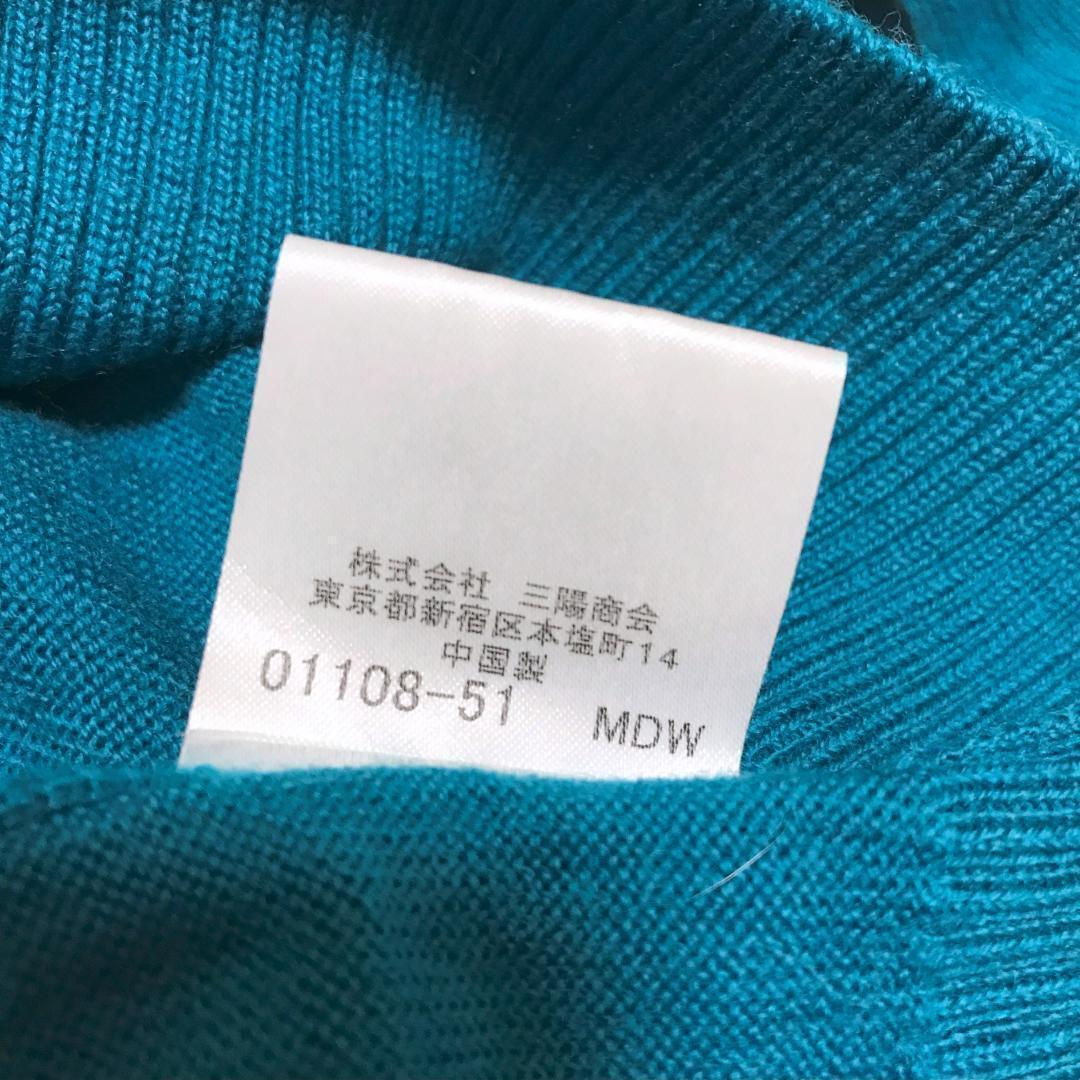 株式会社　三陽商会
東京都新宿区本塩町14
中国製
01108-51 MDW